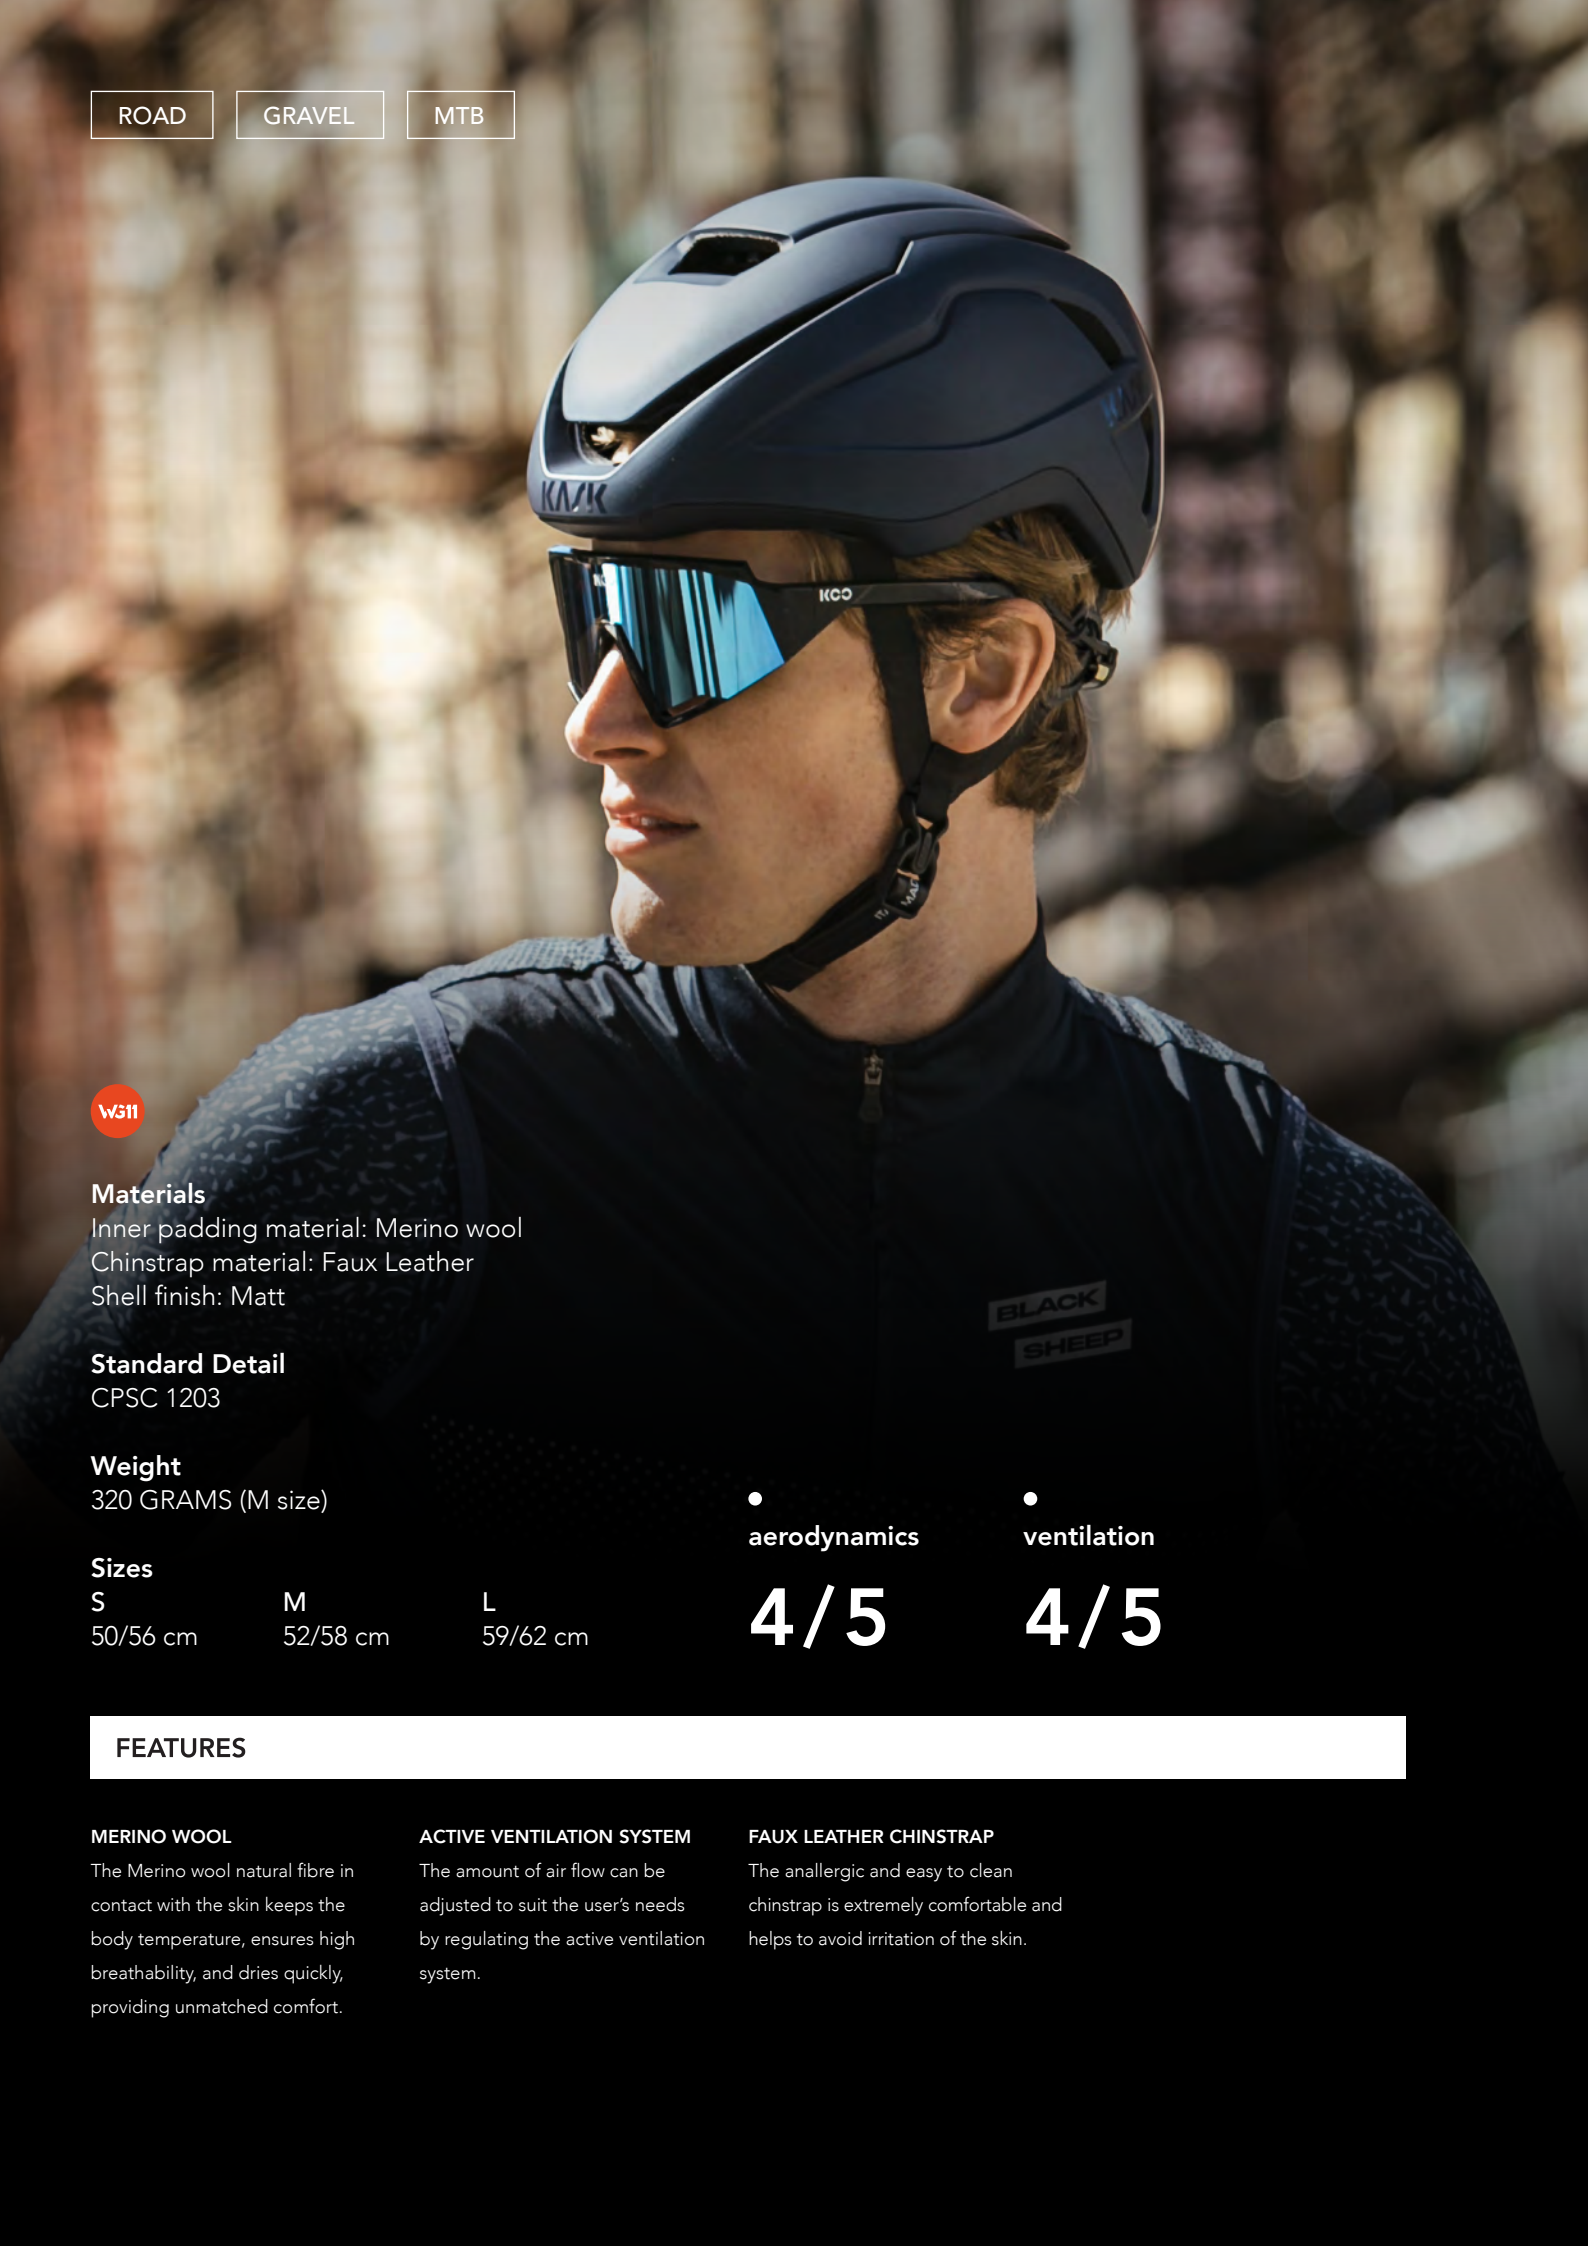 ROAD
GRAVEL
MTB
KASK
KOO
BLACK
SHEEP
WG11
Materials
Inner padding material: Merino wool
Chinstrap material: Faux Leather
Shell finish: Matt
Standard Detail
CPSC 1203
Weight
320 GRAMS (M size)
Sizes
S M L
50/56 cm 52/58 cm 59/62 cm
aerodynamics
4/5
ventilation
4/5
FEATURES
MERINO WOOL
The Merino wool natural fibre in
contact with the skin keeps the
body temperature, ensures high
breathability, and dries quickly,
providing unmatched comfort.
ACTIVE VENTILATION SYSTEM
The amount of air flow can be
adjusted to suit the user’s needs
by regulating the active ventilation
system.
FAUX LEATHER CHINSTRAP
The anallergic and easy to clean
chinstrap is extremely comfortable and
helps to avoid irritation of the skin.